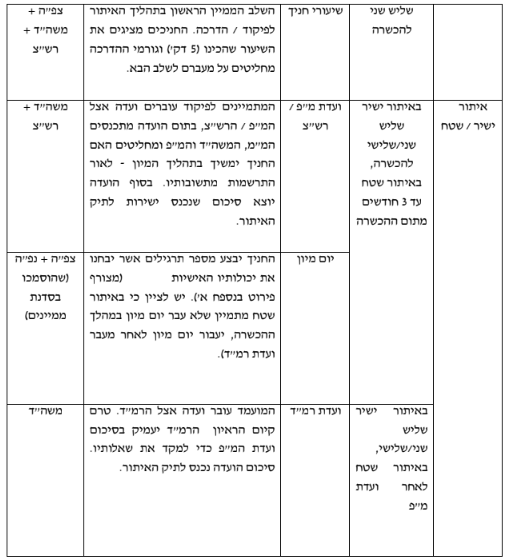 שליש שני
להכשרה
שיעורי חניך
השלב הממיין הראשון בתהליך האיתור
לפיקוד / הדרכה. החניכים מציגים את
השיעור שהכינו (5 דק') וגורמי ההדרכה
מחליטים על מעברם לשלב הבא.
צפ״ה +
משה״ד +
רש״צ
איתור
ישיר / שטח
באיתור ישיר
שליש
שני/שלישי
להכשרה,
באיתור שטח
עד 3 חודשים
מתום ההכשרה
ועדת מ״פ /
רש״צ
המתמיינים לפיקוד עוברים ועדה אצל
המ״פ / הרש״צ, בתום הועדה מתכנסים
המ״מ, המשה״ד והמ״פ ומחליטים האם
החניך ימשיך בתהליך המיון - לאור
התרשמות מתשובותיו. בסוף הועדה
יוצא סיכום שנכנס ישירות לתיק
האיתור.
משה״ד +
רש״צ
יום מיון
החניך יבצע מספר תרגילים אשר יבחנו
את יכולותיו האישיות (מצורף
פירוט בנספח א'). יש לציין כי באיתור
שטח מתמיין שלא עבר יום מיון במהלך
ההכשרה, יעבור יום מיון לאחר מעבר
ועדת רמ״ד).
צפ״ה + נפ״ה
(שהוסמכו
בסדנת
ממיינים)
באיתור ישיר
שליש
שני/שלישי,
באיתור שטח
לאחר ועדת
מ״פ
ועדת רמ״ד
המועמד עובר ועדה אצל הרמ״ד. טרם
קיום הראיון הרמ״ד יעמיק בסיכום
ועדת המ״פ כדי למקד את שאלותיו.
סיכום הועדה נכנס לתיק האיתור.
משה״ד